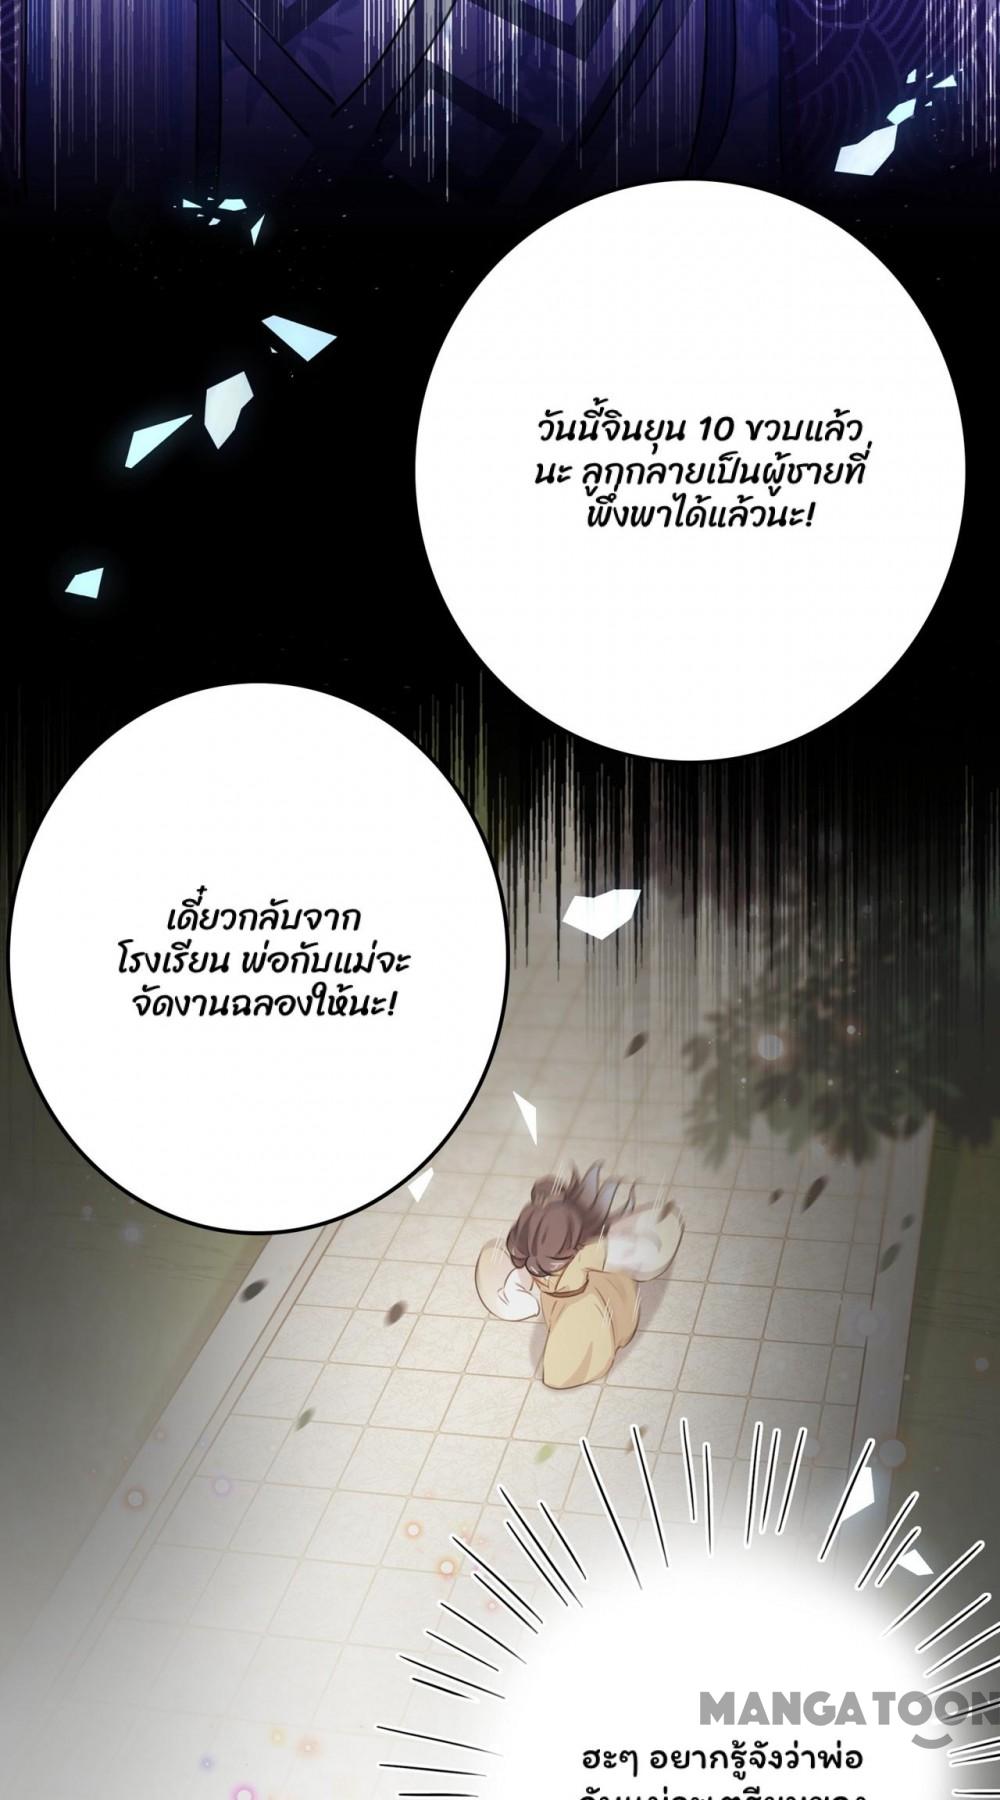 วันนี้จินยุน 10 ขวบแล้ว
นะ ลูกกลายเป็นผู้ชายที่
พึ่งพาได้แล้วนะ!
เดี๋ยวกลับจาก
โรงเรียน พ่อกับแม่จะ
จัดงานฉลองให้นะ!
MANGATOON
ฮะๆ อยากรู้จังว่าพ่อ